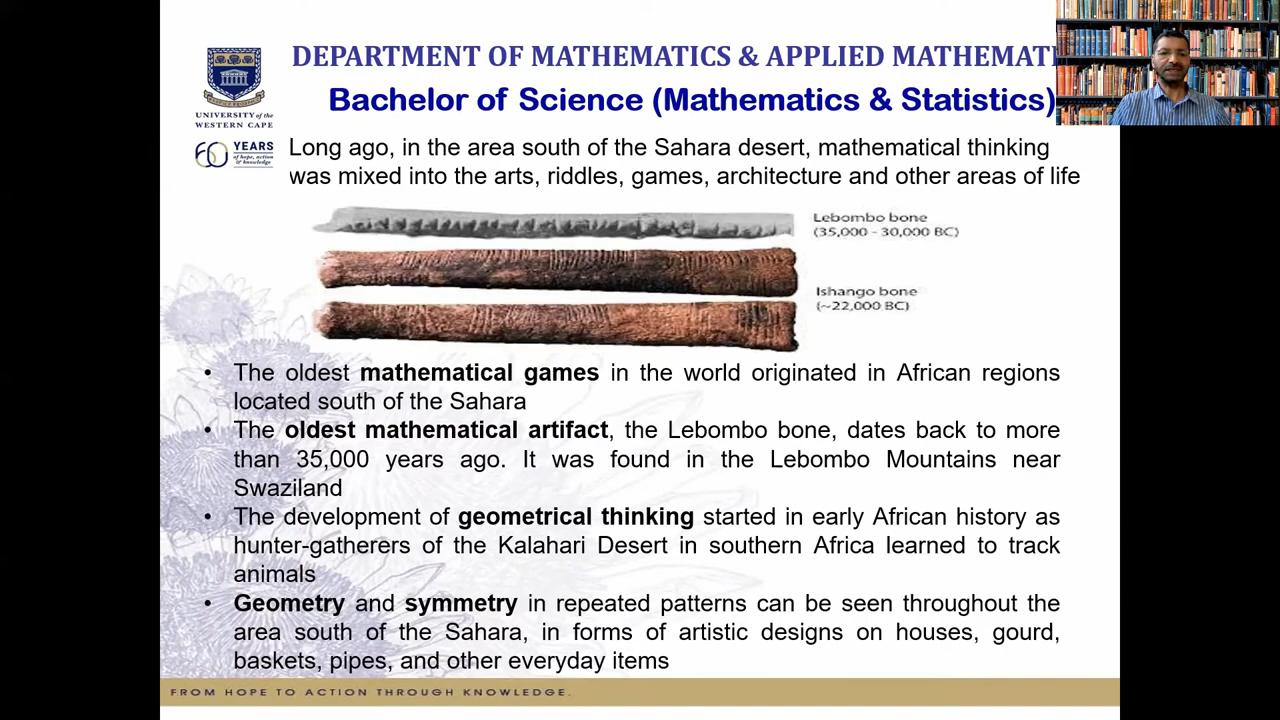 DEPARTMENT OF MATHEMATICS & APPLIED MATHEMATI
Bachelor of Science (Mathematics & Statistics)
UNIVERSITY of the
WESTERN CAPE
60 YEARS
of hope, action
& knowledge
Long ago, in the area south of the Sahara desert, mathematical thinking
was mixed into the arts, riddles, games, architecture and other areas of life
Lebombo bone
(35,000 - 30,000 BC)
Ishango bone
(~22,000 BC)
• The oldest mathematical games in the world originated in African regions
located south of the Sahara
• The oldest mathematical artifact, the Lebombo bone, dates back to more
than 35,000 years ago. It was found in the Lebombo Mountains near
Swaziland
• The development of geometrical thinking started in early African history as
hunter-gatherers of the Kalahari Desert in southern Africa learned to track
animals
• Geometry and symmetry in repeated patterns can be seen throughout the
area south of the Sahara, in forms of artistic designs on houses, gourd,
baskets, pipes, and other everyday items
FROM HOPE TO ACTION THROUGH KNOWLEDGE.